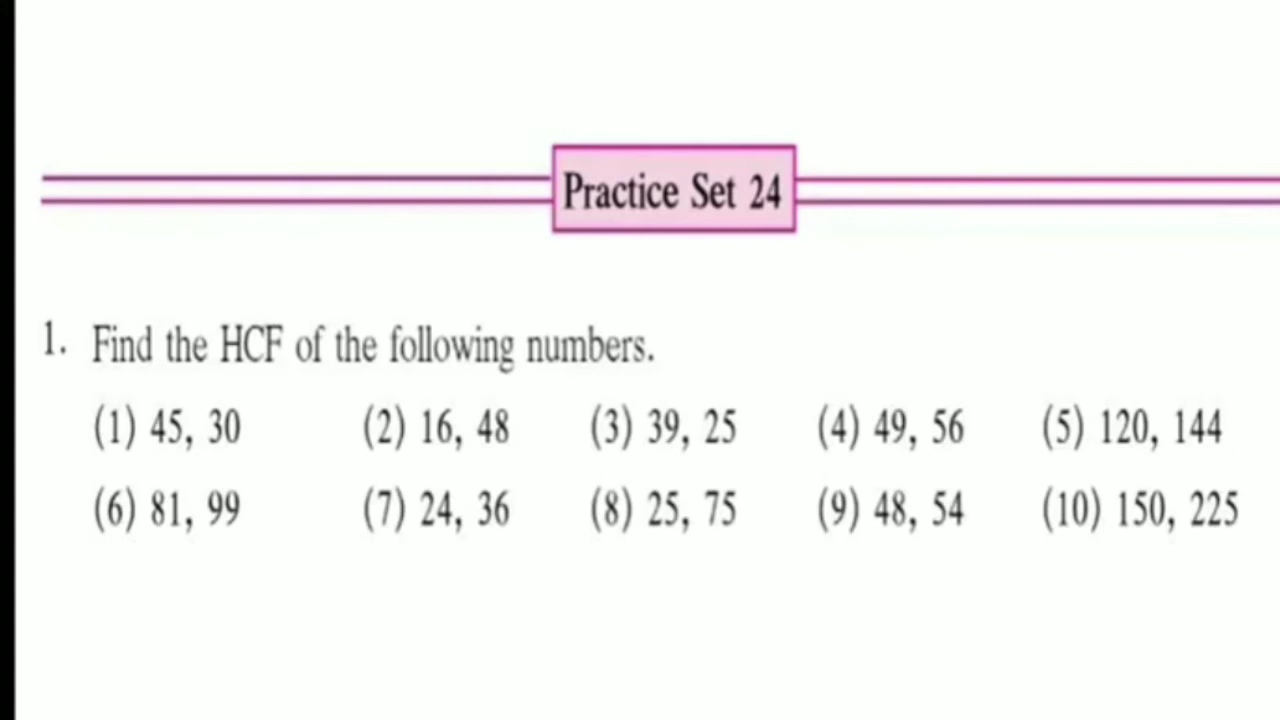 Practice Set 24
1. Find the HCF of the following numbers.
(1) 45, 30 (2) 16, 48 (3) 39, 25 (4) 49, 56 (5) 120, 144
(6) 81, 99 (7) 24, 36 (8) 25, 75 (9) 48, 54 (10) 150, 225